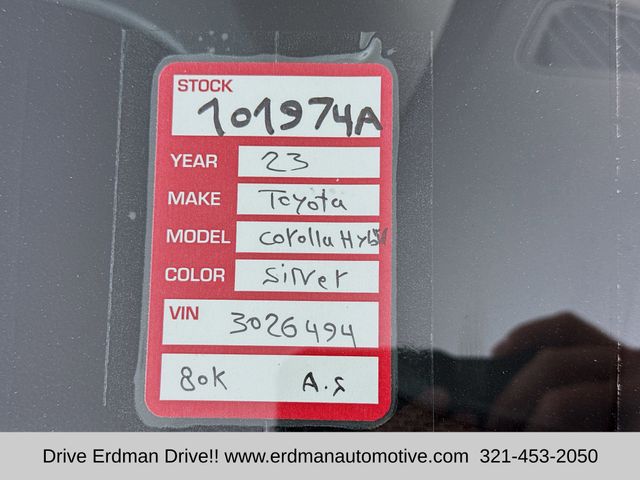 STOCK
101974A
YEAR 23
MAKE Toyota
MODEL Corolla Hybrid
COLOR Silver
VIN 3026494
80K A.S
Drive Erdman Drive!! www.erdmanautomotive.com 321-453-2050